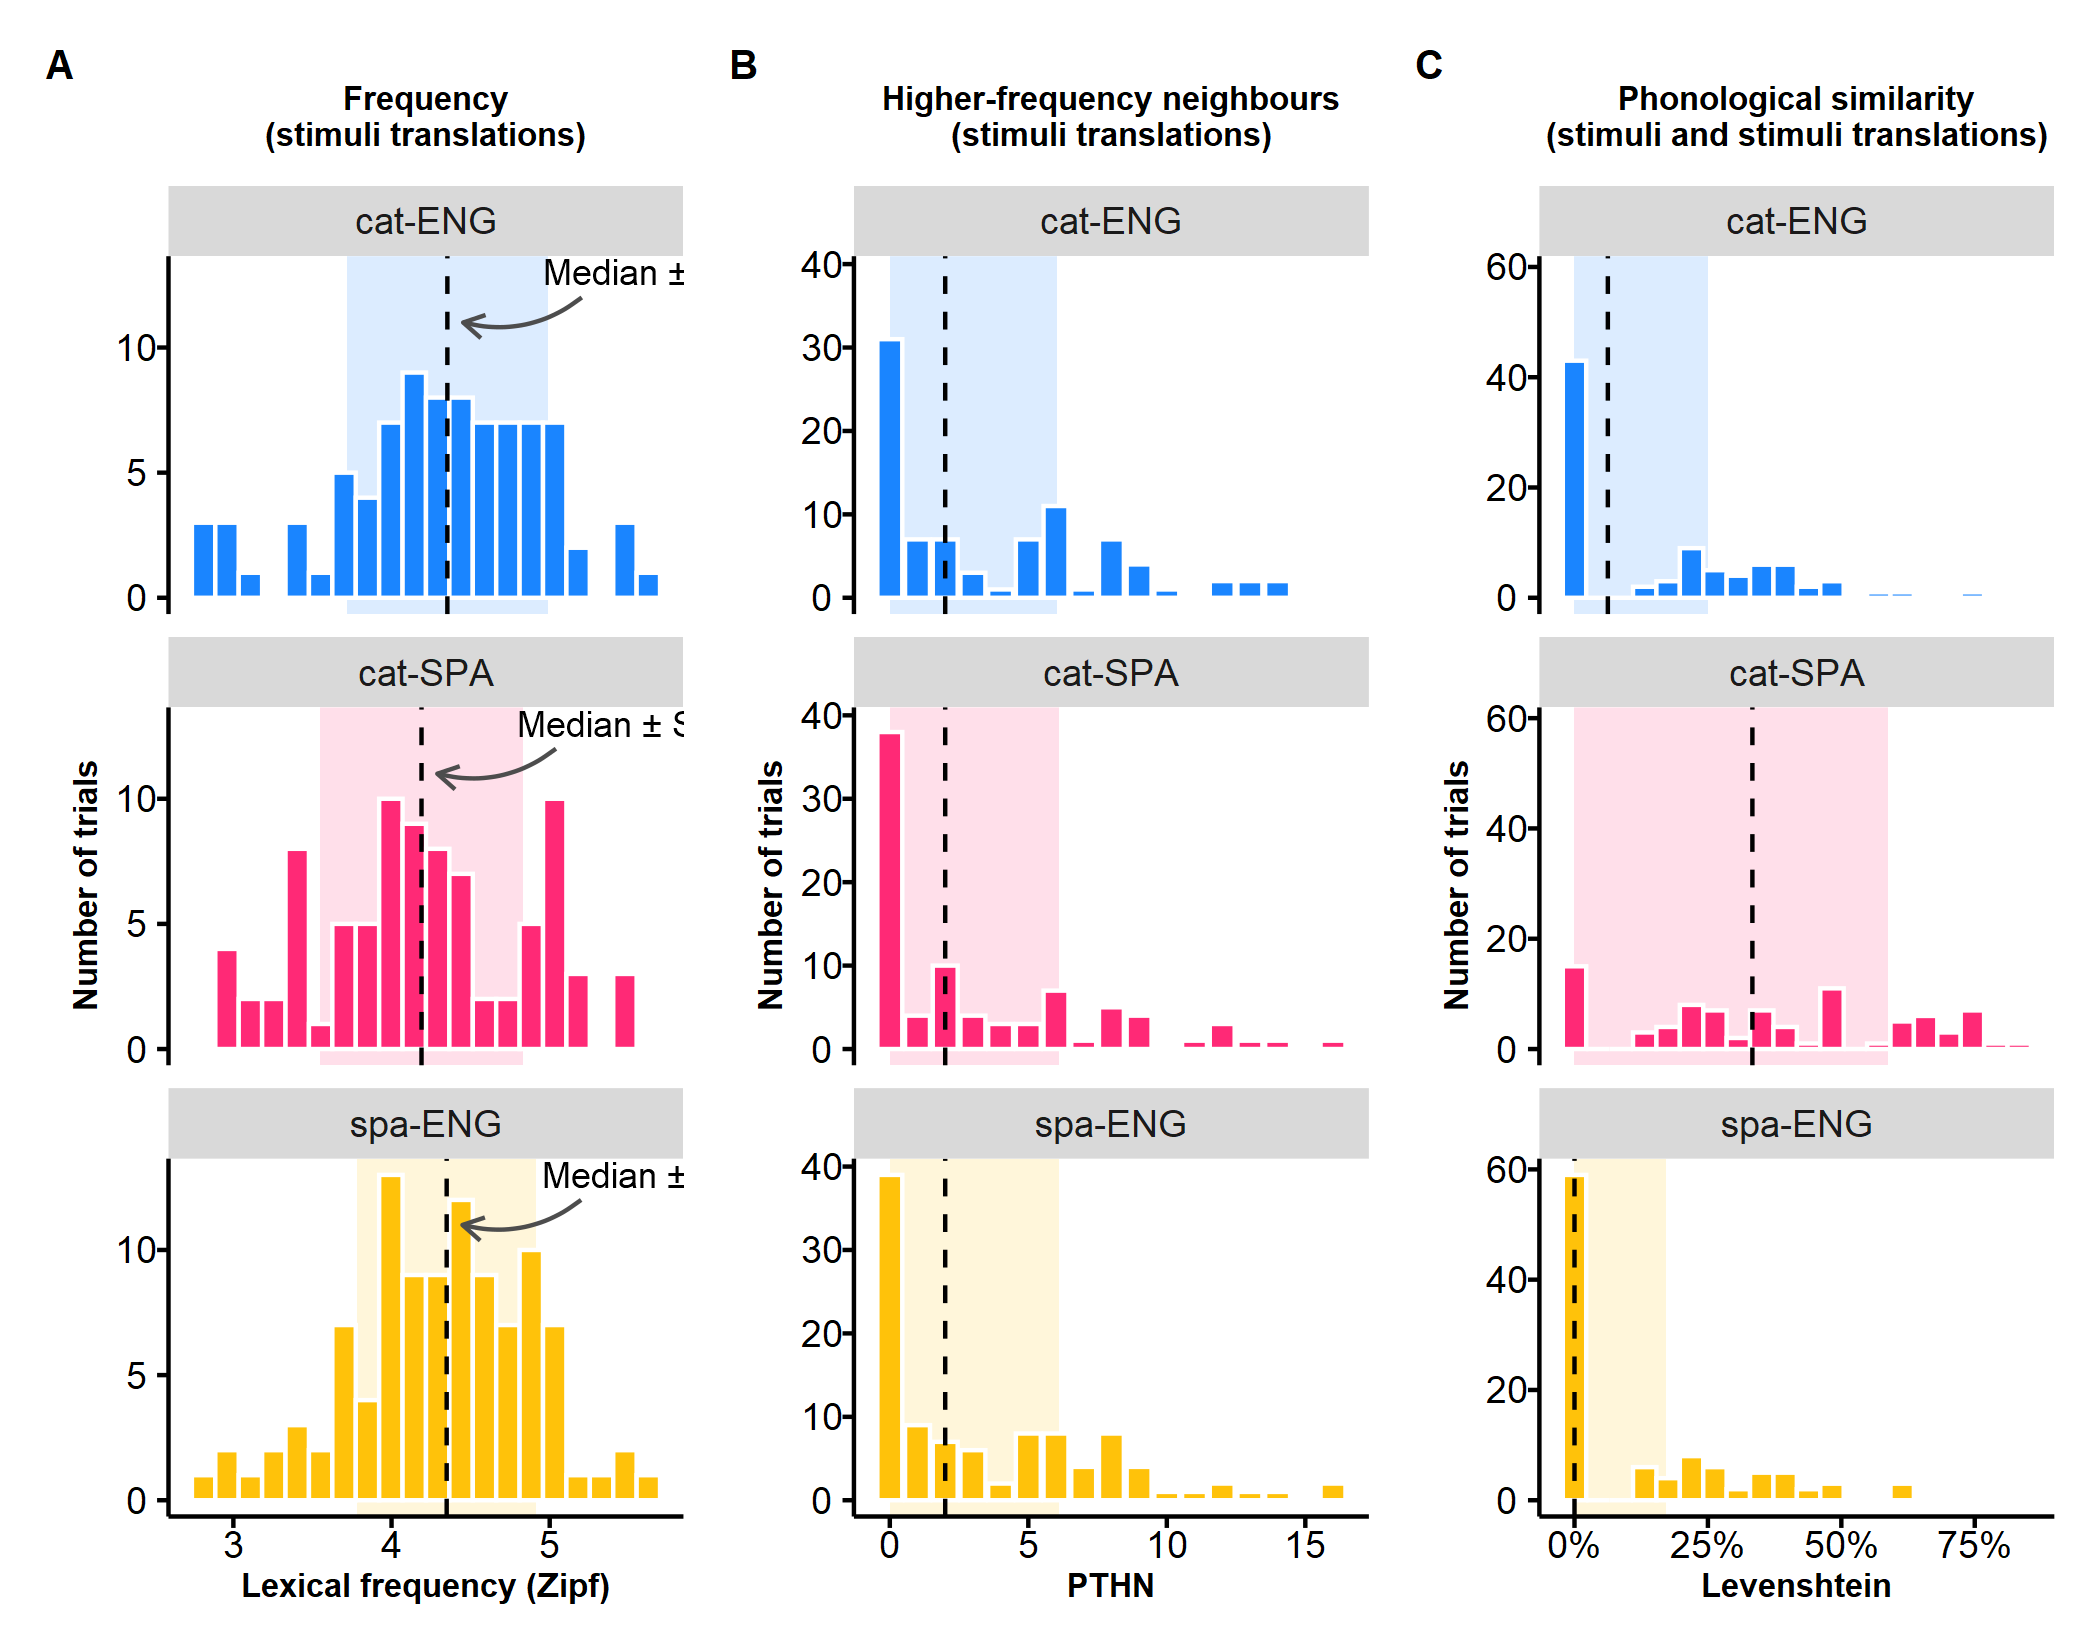 A
Frequency
(stimuli translations)
cat-ENG
Median ±
10
5
0
cat-SPA
Median ± S
10
5
0
spa-ENG
Median ±
10
5
0
3 4 5
Lexical frequency (Zipf)
Number of trials
B
Higher-frequency neighbours
(stimuli translations)
cat-ENG
40
30
20
10
0
cat-SPA
40
30
20
10
0
spa-ENG
40
30
20
10
0
0 5 10 15
PTHN
Number of trials
C
Phonological similarity
(stimuli and stimuli translations)
cat-ENG
60
40
20
0
cat-SPA
60
40
20
0
spa-ENG
60
40
20
0
0% 25% 50% 75%
Levenshtein
Number of trials